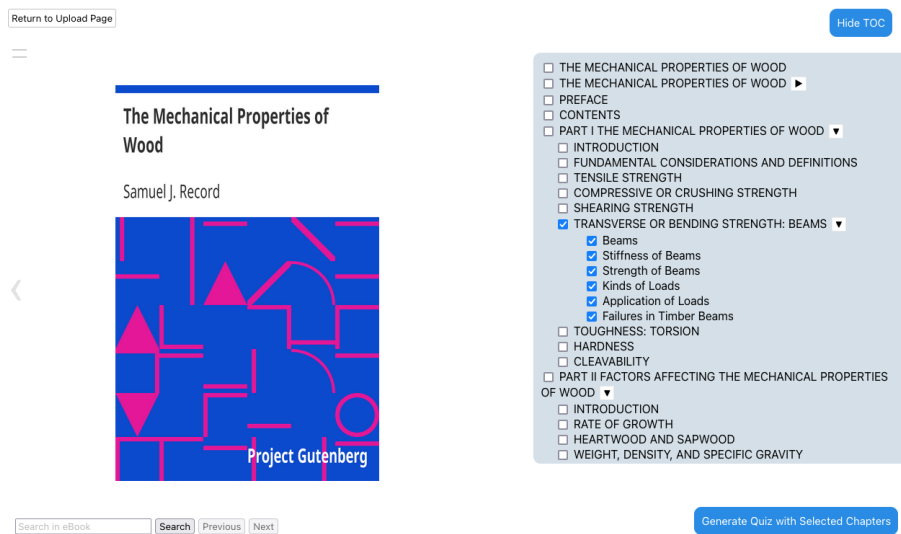 Return to Upload Page
Hide TOC
The Mechanical Properties of
Wood
Samuel J. Record
Project Gutenberg
THE MECHANICAL PROPERTIES OF WOOD
THE MECHANICAL PROPERTIES OF WOOD
PREFACE
CONTENTS
PART I THE MECHANICAL PROPERTIES OF WOOD
INTRODUCTION
FUNDAMENTAL CONSIDERATIONS AND DEFINITIONS
TENSILE STRENGTH
COMPRESSIVE OR CRUSHING STRENGTH
SHEARING STRENGTH
TRANSVERSE OR BENDING STRENGTH: BEAMS
Beams
Stiffness of Beams
Strength of Beams
Kinds of Loads
Application of Loads
Failures in Timber Beams
TOUGHNESS: TORSION
HARDNESS
CLEAVABILITY
PART II FACTORS AFFECTING THE MECHANICAL PROPERTIES
OF WOOD
INTRODUCTION
RATE OF GROWTH
HEARTWOOD AND SAPWOOD
WEIGHT, DENSITY, AND SPECIFIC GRAVITY
Search in eBook
Search
Previous
Next
Generate Quiz with Selected Chapters